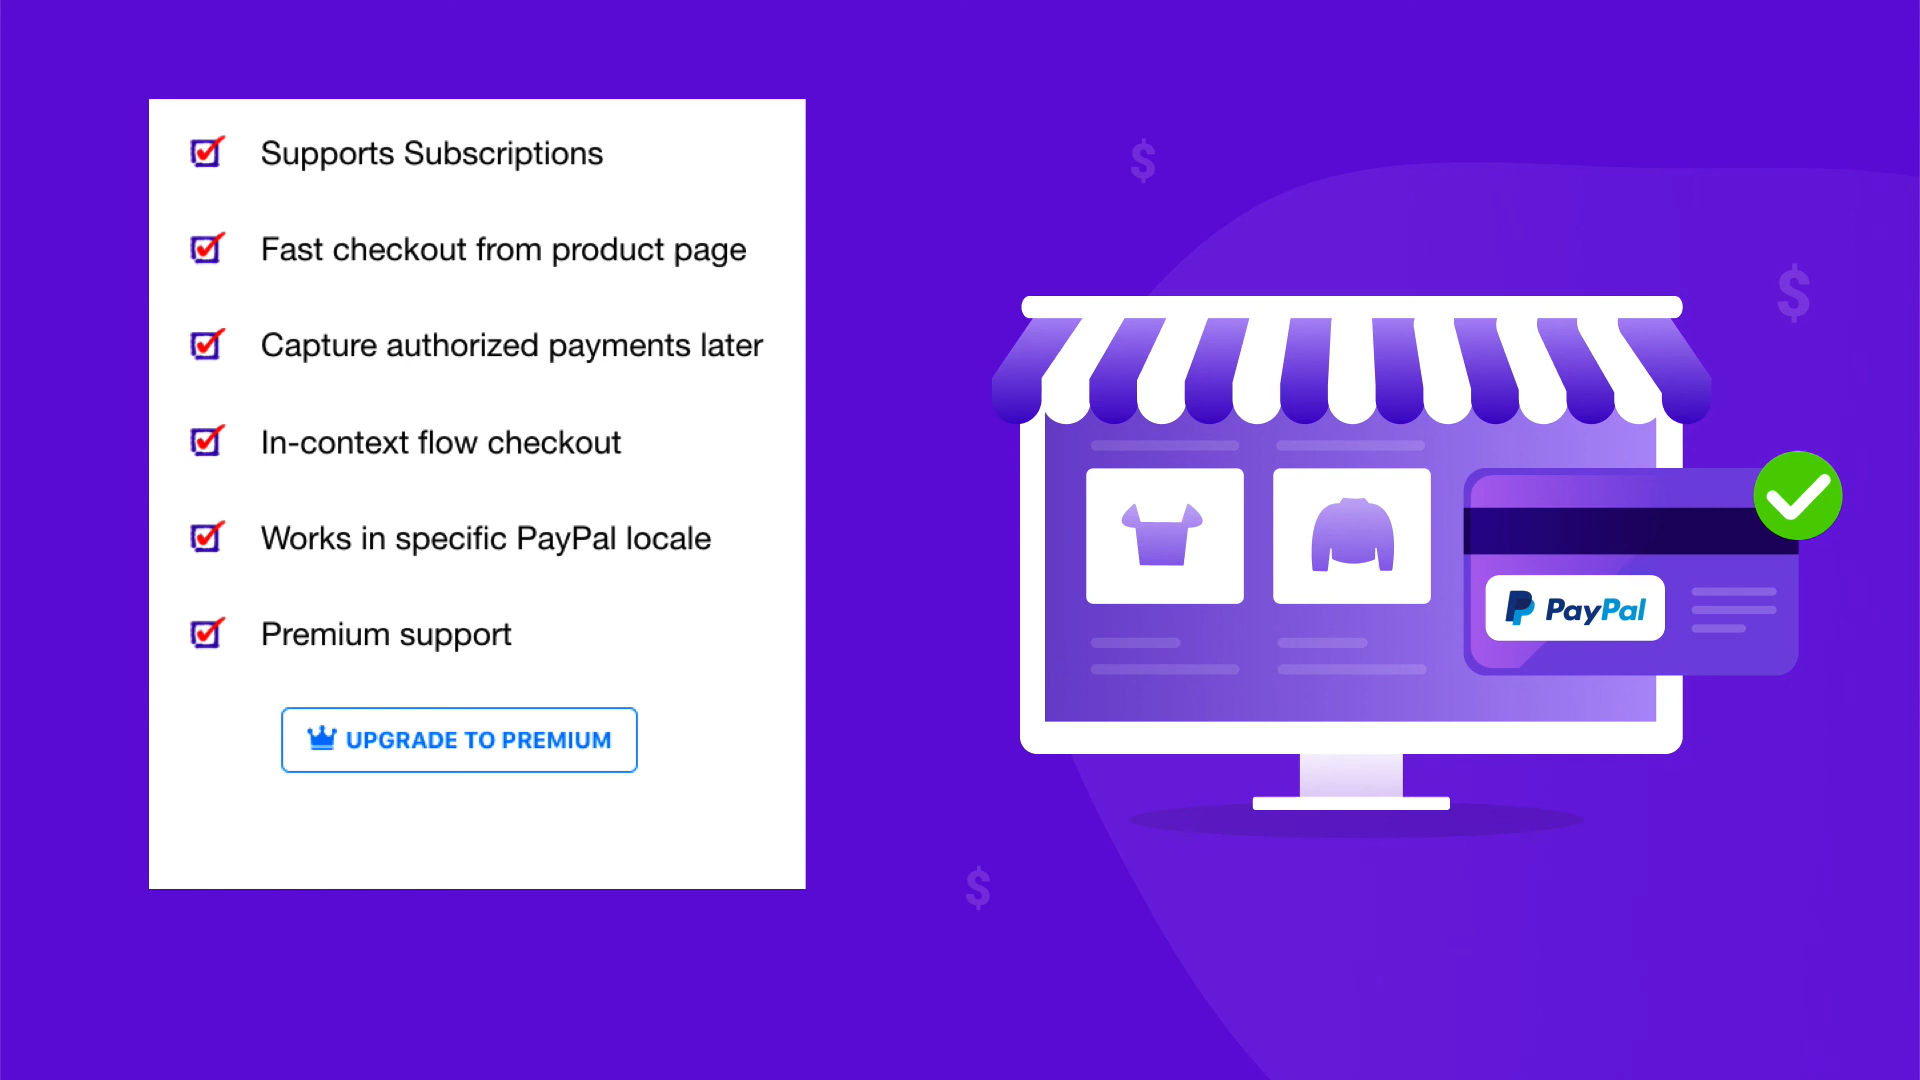 Supports Subscriptions
Fast checkout from product page
Capture authorized payments later
In-context flow checkout
Works in specific PayPal locale
Premium support
UPGRADE TO PREMIUM
$
$
PayPal
$